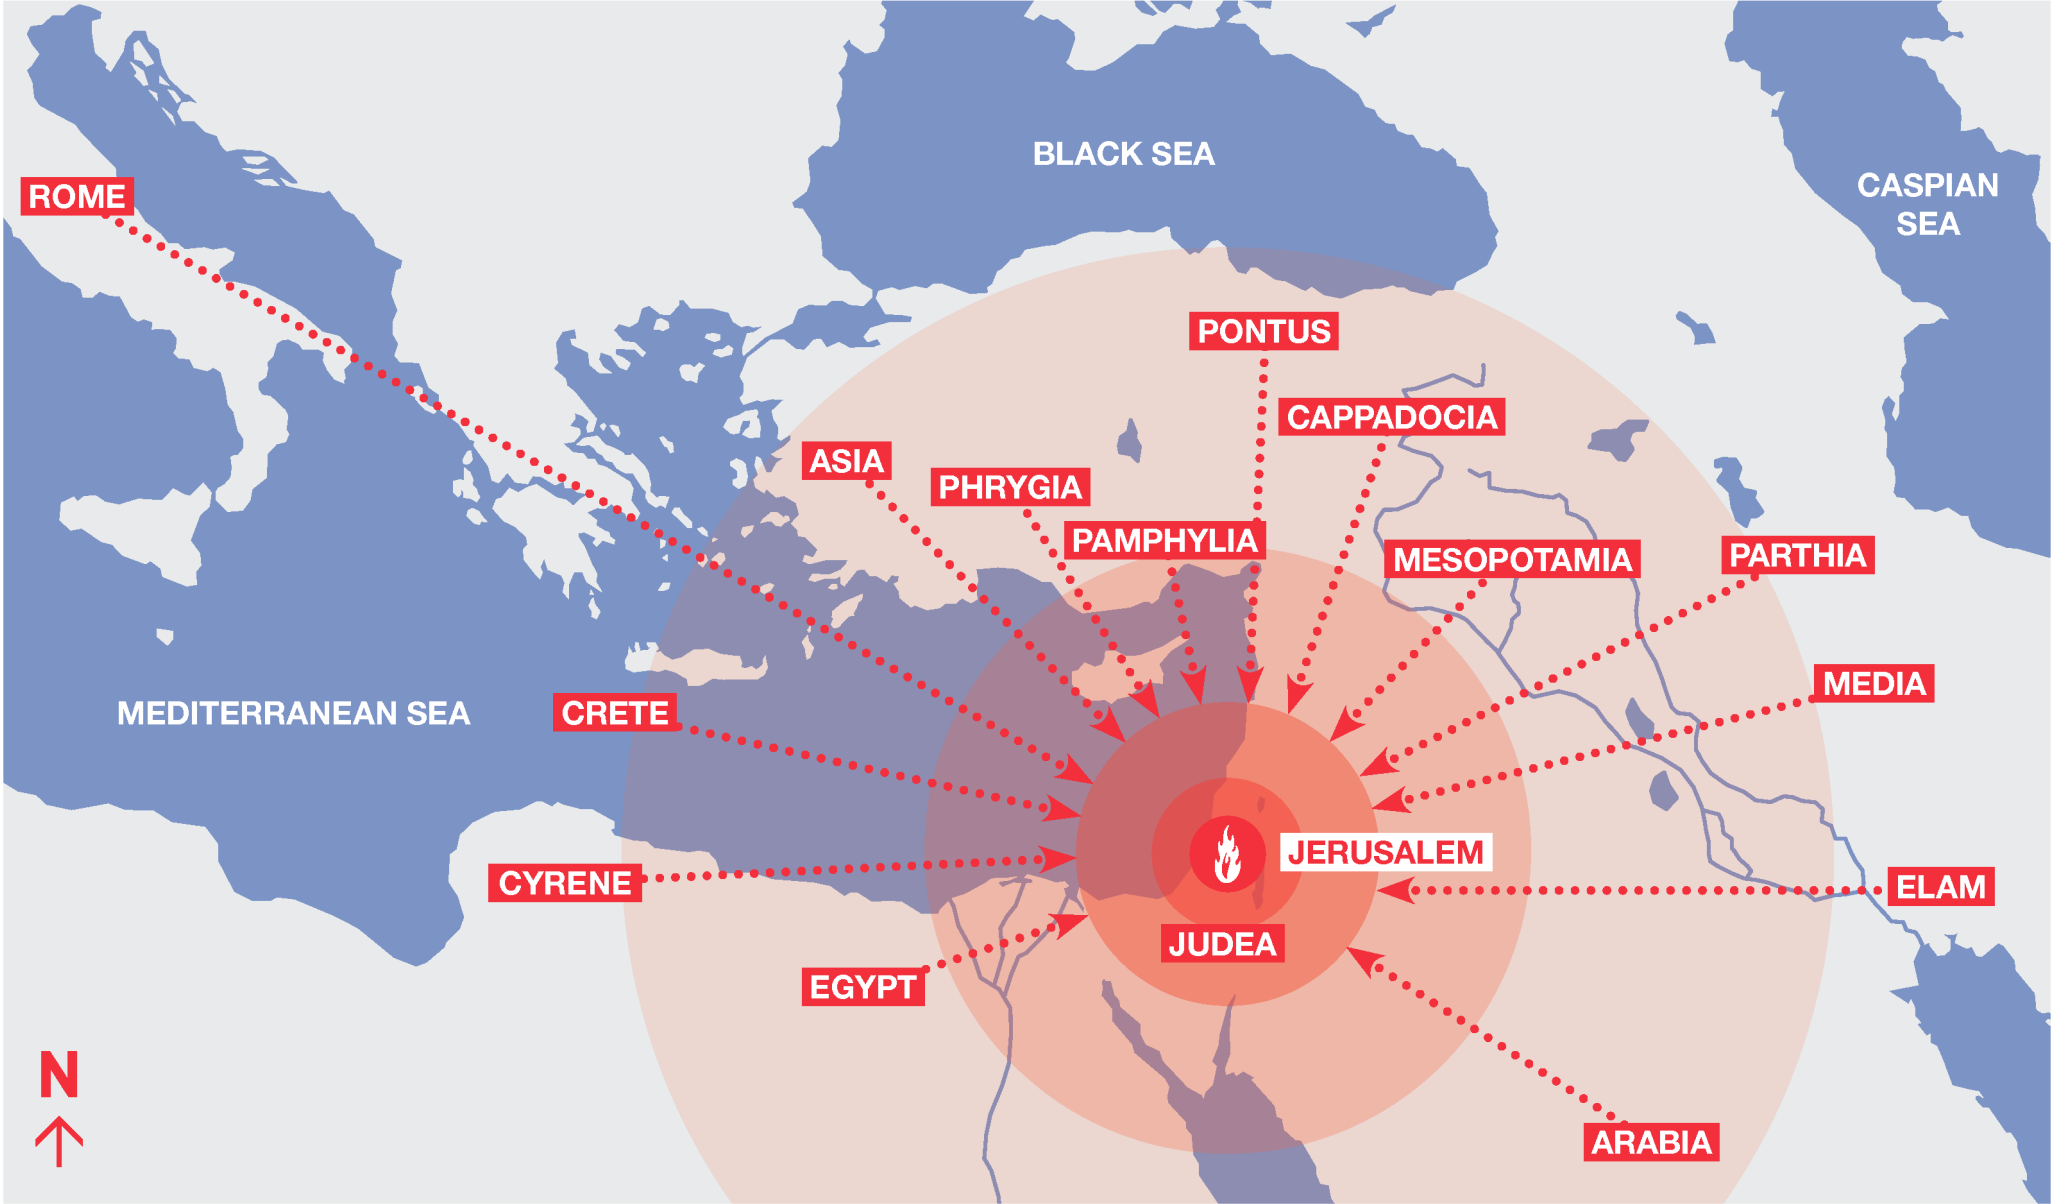 BLACK SEA
CASPIAN
SEA
ROME
PONTUS
CAPPADOCIA
ASIA
PHRYGIA
PAMPHYLIA
MESOPOTAMIA
PARTHIA
MEDIA
CRETE
MEDITERRANEAN SEA
JERUSALEM
CYRENE
ELAM
JUDEA
EGYPT
N
ARABIA